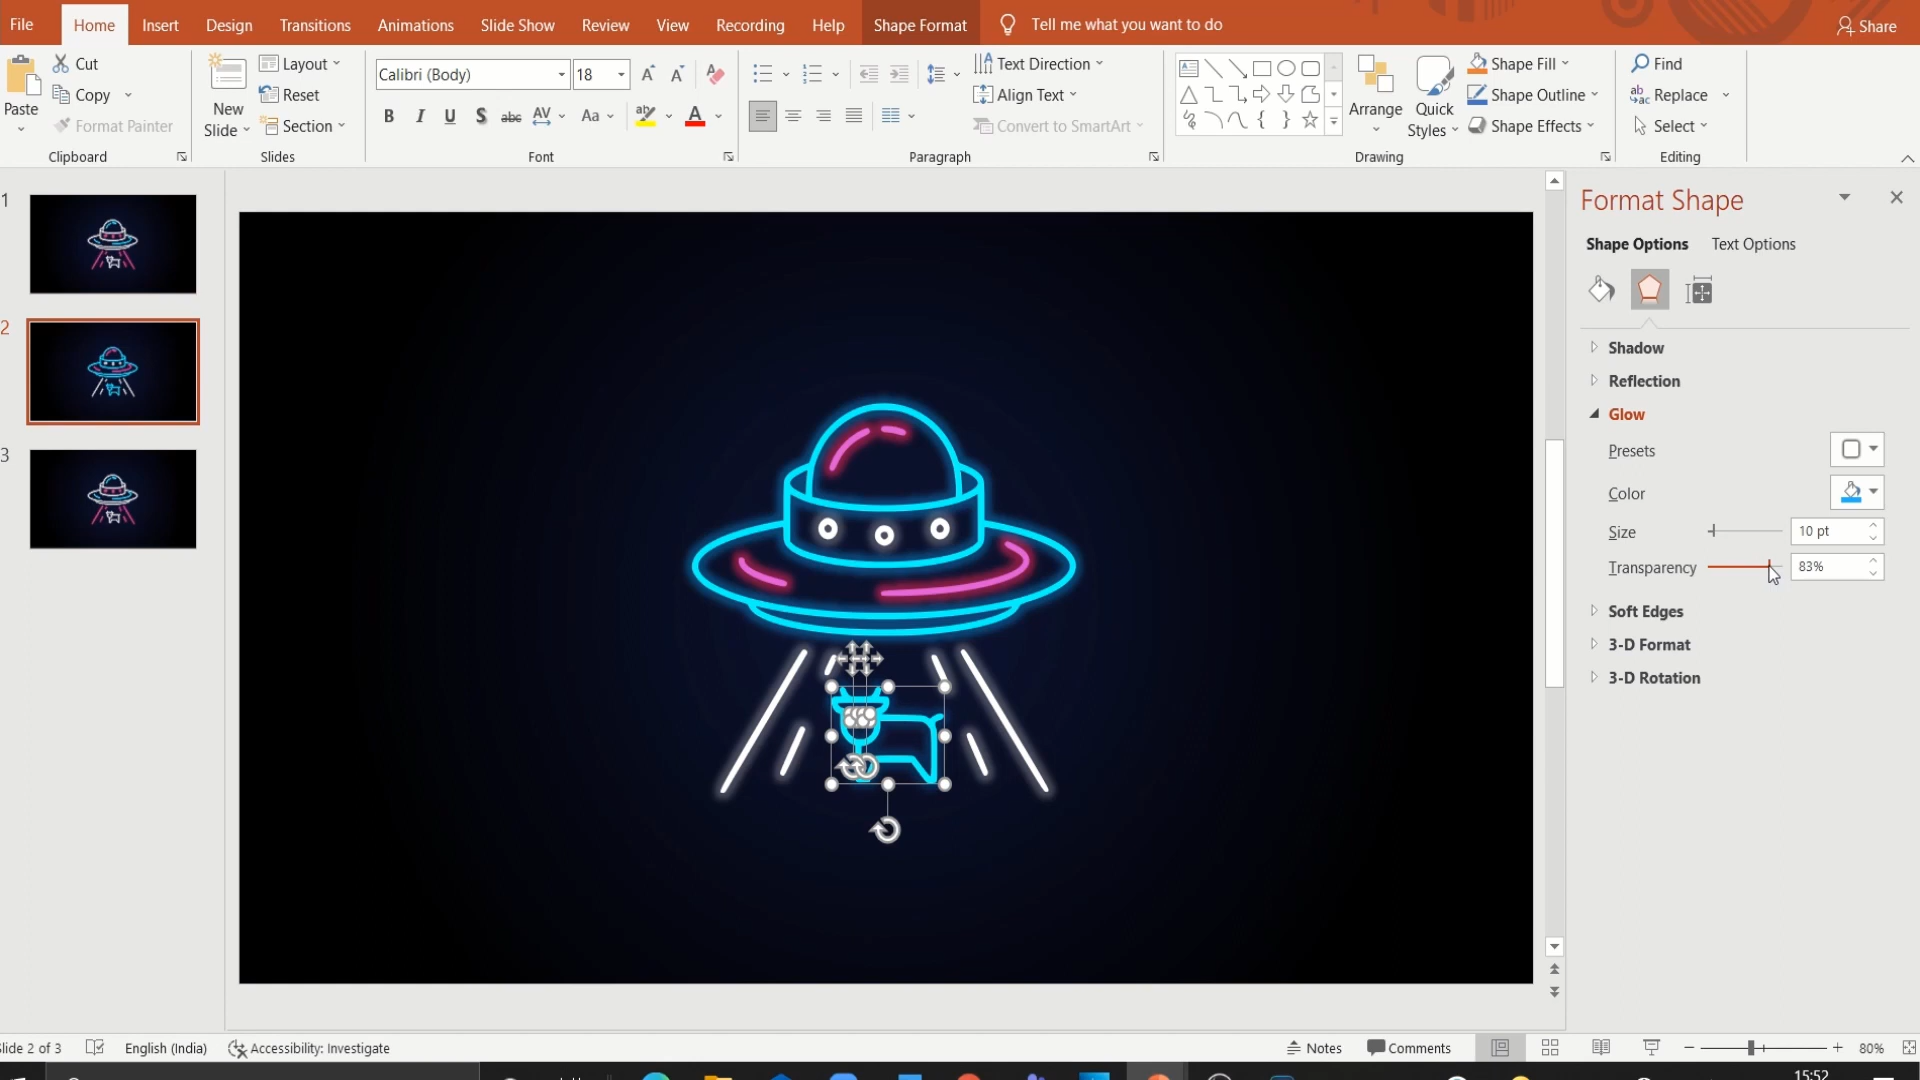 File Home Insert Design Transitions Animations Slide Show Review View Recording Help Shape Format Tell me what you want to do Share
Paste
Cut
Copy
Format Painter
Clipboard
New
Slide
Layout
Reset
Section
Slides
Calibri (Body) 18
B I U S abc AV Aa A
Font
Text Direction
Align Text
Convert to SmartArt
Paragraph
Arrange
Quick
Styles
Shape Fill
Shape Outline
Shape Effects
Drawing
Find
Replace
Select
Editing
1
2
3
Format Shape
Shape Options Text Options
Shadow
Reflection
Glow
Presets
Color
Size 10 pt
Transparency 83%
Soft Edges
3-D Format
3-D Rotation
lide 2 of 3 English (India) Accessibility: Investigate Notes Comments 80%
15:52